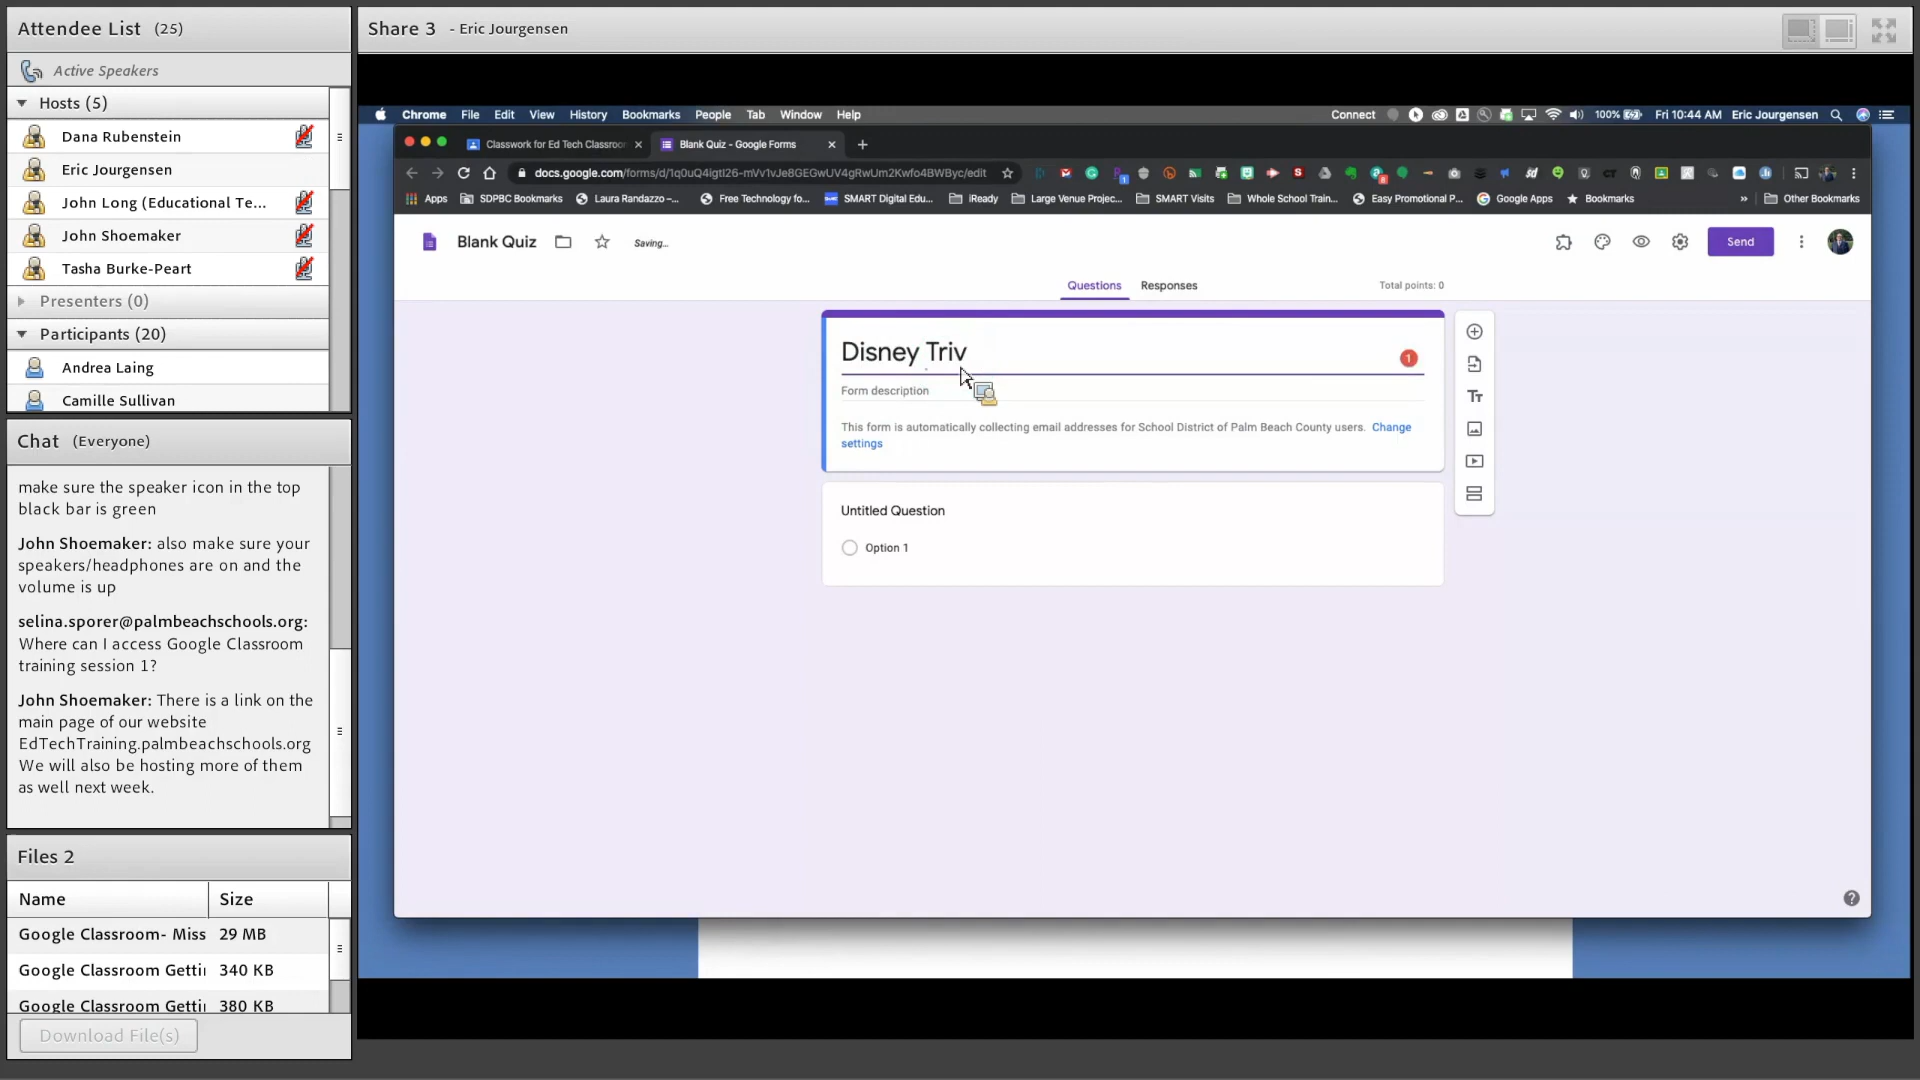 Attendee List (25)
Active Speakers
Hosts (5)
Dana Rubenstein
Eric Jourgensen
John Long (Educational Te...
John Shoemaker
Tasha Burke-Peart
Presenters (0)
Participants (20)
Andrea Laing
Camille Sullivan
Chat (Everyone)
make sure the speaker icon in the top
black bar is green
John Shoemaker: also make sure your
speakers/headphones are on and the
volume is up
selina.sporer@palmbeachschools.org:
Where can I access Google Classroom
training session 1?
John Shoemaker: There is a link on the
main page of our website
EdTechTraining.palmbeachschools.org
We will also be hosting more of them
as well next week.
Files 2
Name Size
Google Classroom- Miss 29 MB
Google Classroom Getti 340 KB
Google Classroom Getti 380 KB
Download File(s)
Share 3 - Eric Jourgensen
Chrome File Edit View History Bookmarks People Tab Window Help Connect 100% Fri 10:44 AM Eric Jourgensen
Classwork for Ed Tech Classroom Blank Quiz - Google Forms
docs.google.com/forms/d/1q0uQ4igtI26-mVv1vJe8GEGwUV4gRwUm2Kwfo4BWByc/edit
Apps SDPBC Bookmarks Laura Randazzo –... Free Technology fo... SMART Digital Edu... iReady Large Venue Projec... SMART Visits Whole School Train... Easy Promotional P... Google Apps Bookmarks » Other Bookmarks
Blank Quiz Saving... Send
Questions Responses Total points: 0
Disney Triv 1
Form description
This form is automatically collecting email addresses for School District of Palm Beach County users. Change
settings
Untitled Question
Option 1